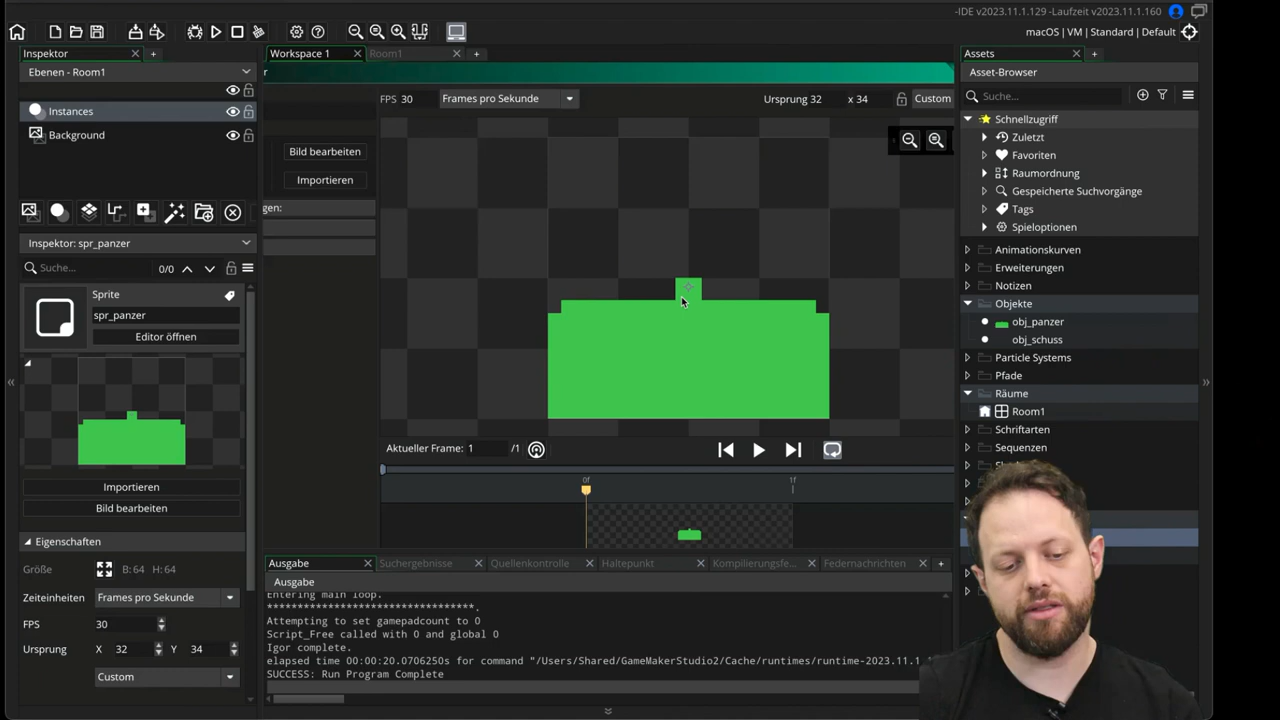 -IDE v2023.11.1.129 -Laufzeit v2023.11.1.160
macOS | VM | Standard | Default
Inspektor
Workspace 1
Room1
Assets
Ebenen - Room1
Asset-Browser
FPS 30
Frames pro Sekunde
Ursprung 32 x 34
Custom
Suche...
Instances
Background
Schnellzugriff
Zuletzt
Favoriten
Raumordnung
Gespeicherte Suchvorgänge
Tags
Spieloptionen
Animationskurven
Erweiterungen
Notizen
Objekte
obj_panzer
obj_schuss
Particle Systems
Pfade
Räume
Room1
Schriftarten
Sequenzen
Bild bearbeiten
Importieren
gen:
Inspektor: spr_panzer
Suche...
0/0
Sprite
spr_panzer
Editor öffnen
Importieren
Bild bearbeiten
Eigenschaften
Größe B: 64 H: 64
Zeiteinheiten Frames pro Sekunde
FPS 30
Ursprung X 32 Y 34
Custom
Aktueller Frame: 1 /1
0f
1f
Ausgabe
Suchergebnisse
Quellenkontrolle
Haltepunkt
Kompilierungsfe...
Federnachrichten
Ausgabe
Entering main loop.
***********************************.
Attempting to set gamepadcount to 0
Script_Free called with 0 and global 0
Igor complete.
elapsed time 00:00:20.0706250s for command "/Users/Shared/GameMakerStudio2/Cache/runtimes/runtime-2023.11.1
SUCCESS: Run Program Complete